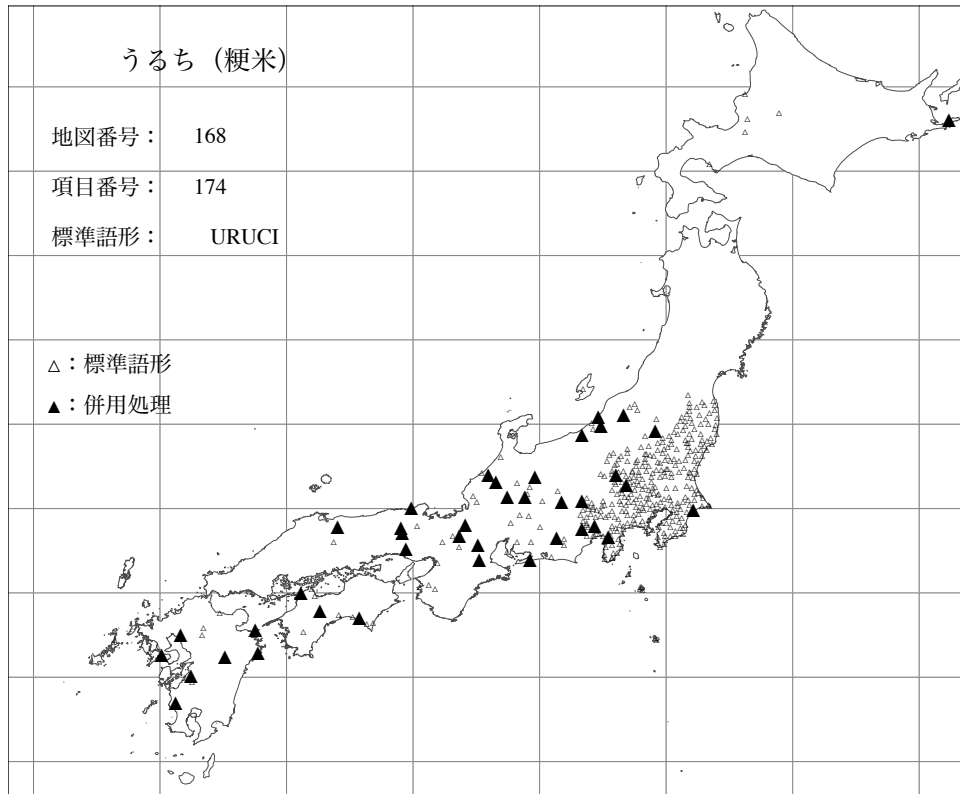 うるち（粳米）
地図番号： 168
項目番号： 174
標準語形： URUCI
△：標準語形
▲：併用処理